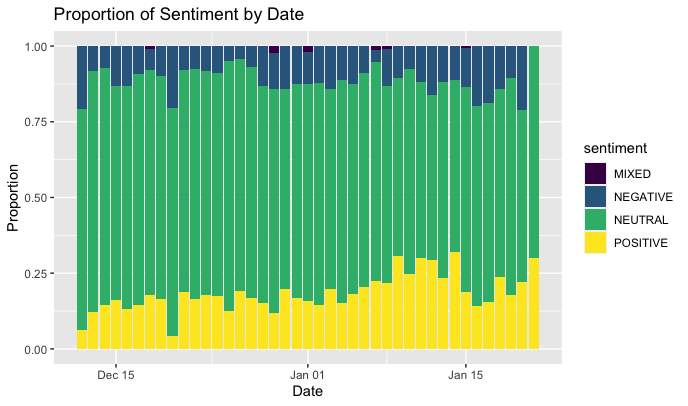 Proportion of Sentiment by Date
1.00
0.75
0.50
0.25
0.00
Proportion
Dec 15
Jan 01
Jan 15
Date
sentiment
MIXED
NEGATIVE
NEUTRAL
POSITIVE